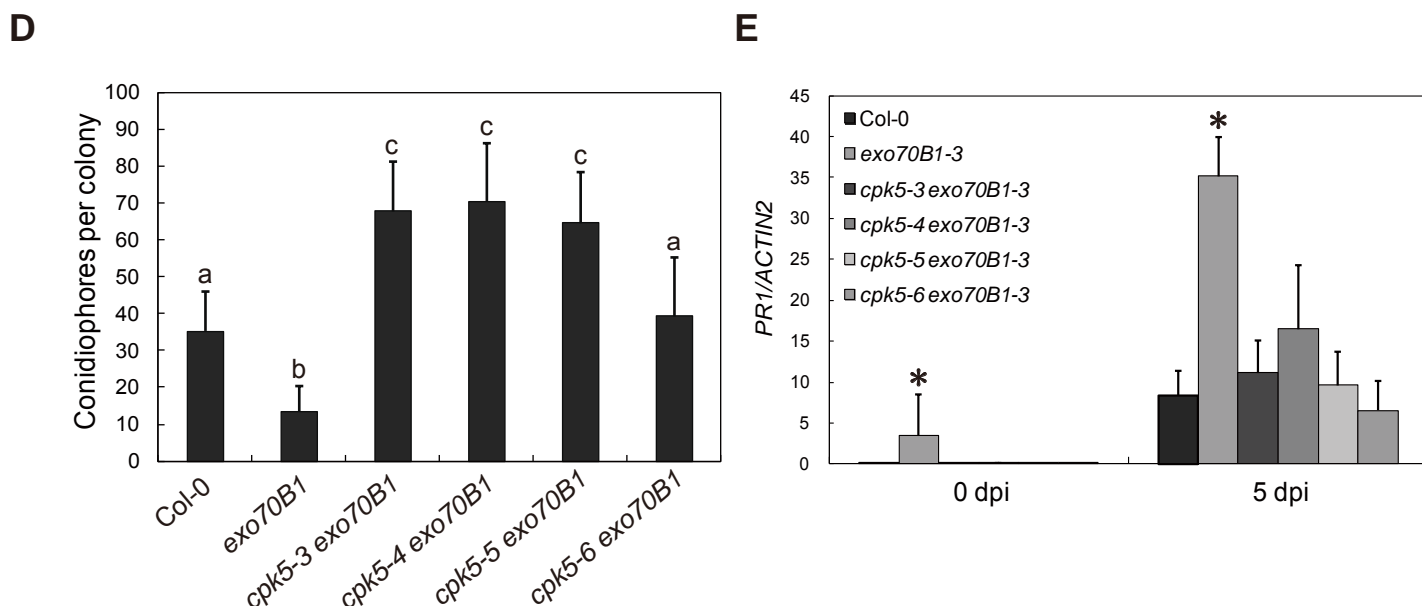 D
Conidiophores per colony
100
90
80
70
60
50
40
30
20
10
0
a
b
c
c
c
a
Col-0
exo70B1
cpk5-3 exo70B1
cpk5-4 exo70B1
cpk5-5 exo70B1
cpk5-6 exo70B1
E
PR1/ACTIN2
45
40
35
30
25
20
15
10
5
0
Col-0
exo70B1-3
cpk5-3 exo70B1-3
cpk5-4 exo70B1-3
cpk5-5 exo70B1-3
cpk5-6 exo70B1-3
*
*
0 dpi
5 dpi